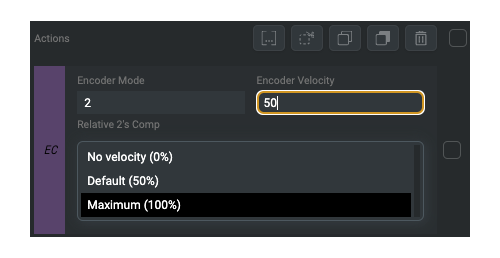 Actions
[...]
Encoder Mode
Encoder Velocity
2
50
Relative 2's Comp
EC
No velocity (0%)
Default (50%)
Maximum (100%)